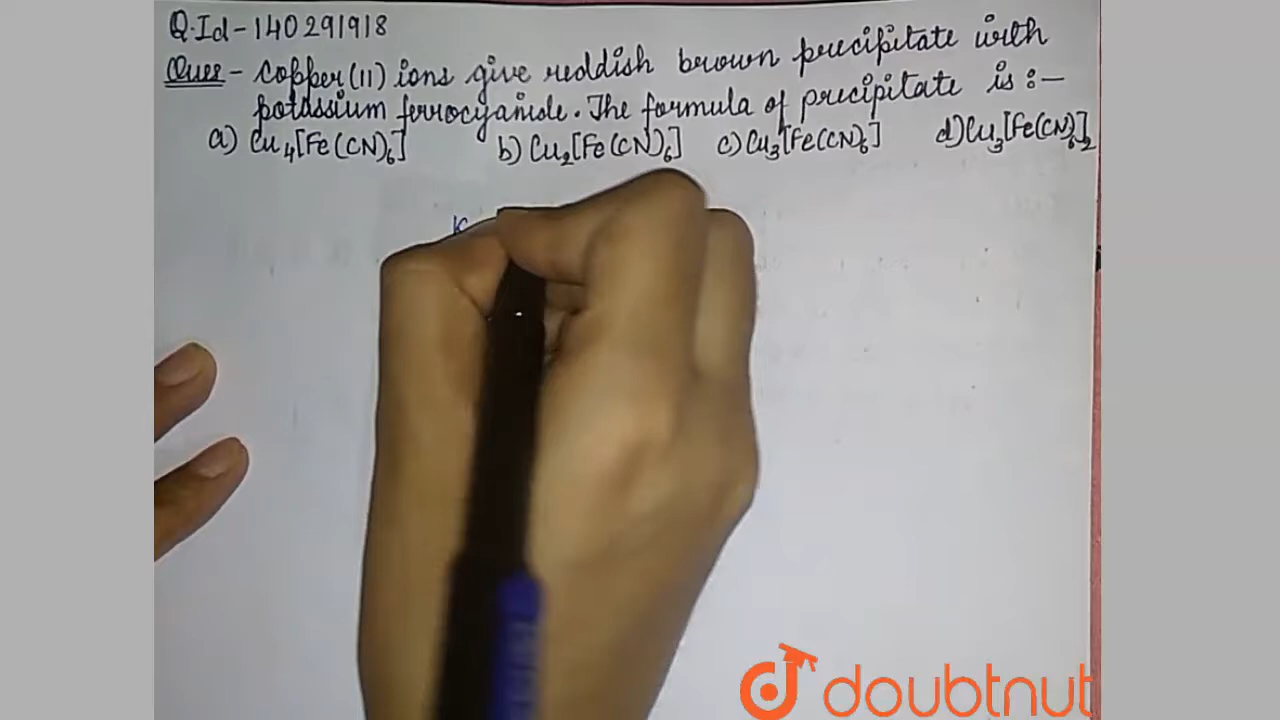 Q.Id-140291918
Ques - Copper(11) ions give reddish brown precipitate with
potassium ferrocyanide. The formula of precipitate is :-
a) Cu₄[Fe(CN)₆] b) Cu₂[Fe(CN)₆] c) Cu₃[Fe(CN)₆] d) Cu₃[Fe(CN)₆]₂
K
doubtnut